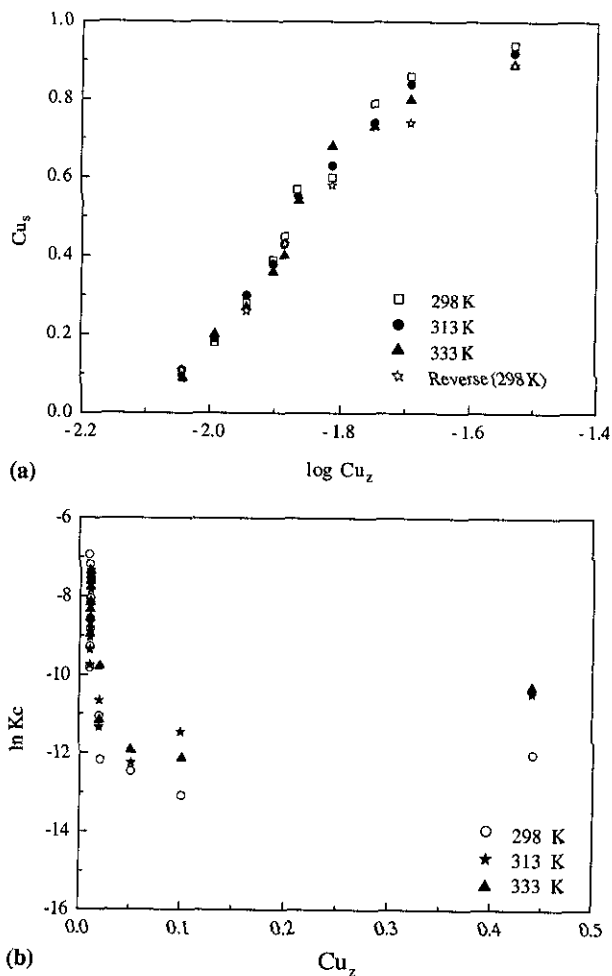 1.0
0.8
0.6
0.4
0.2
0.0
Cu_s
298 K
313 K
333 K
Reverse (298 K)
-2.2
-2.0
-1.8
-1.6
-1.4
(a)
log Cu_z
-6
-8
-10
-12
-14
-16
ln Kc
298 K
313 K
333 K
0.0
0.1
0.2
0.3
0.4
0.5
(b)
Cu_z